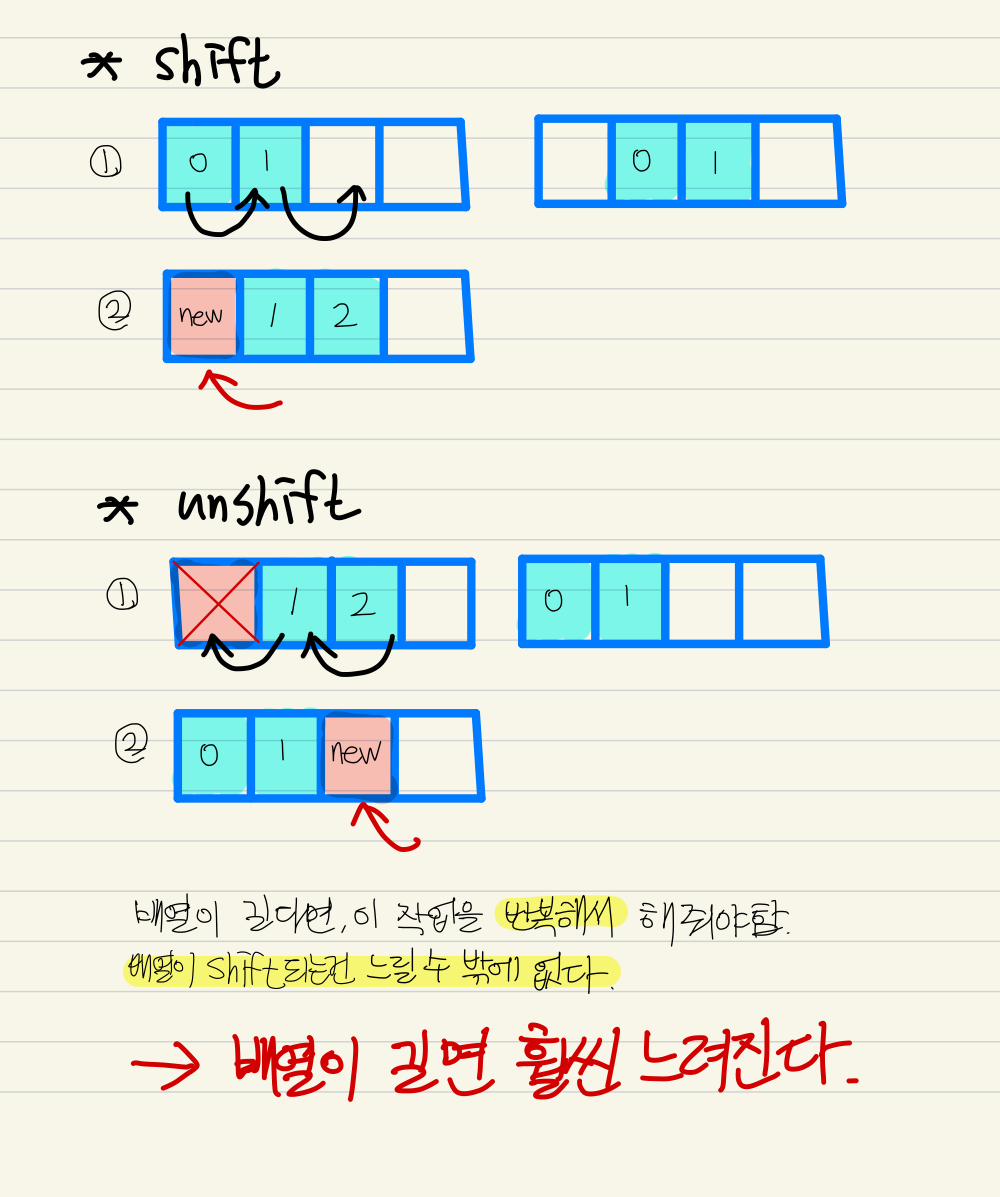 * shift
① 0 1 0 1
② new 1 2
* unshift
① 1 2 0 1
② 0 1 new
배열이 길다면, 이 작업을 반복해서 해줘야함.
배열이 shift되는건 느릴 수 밖에 없다.
→ 배열이 길면 훨씬 느려진다.